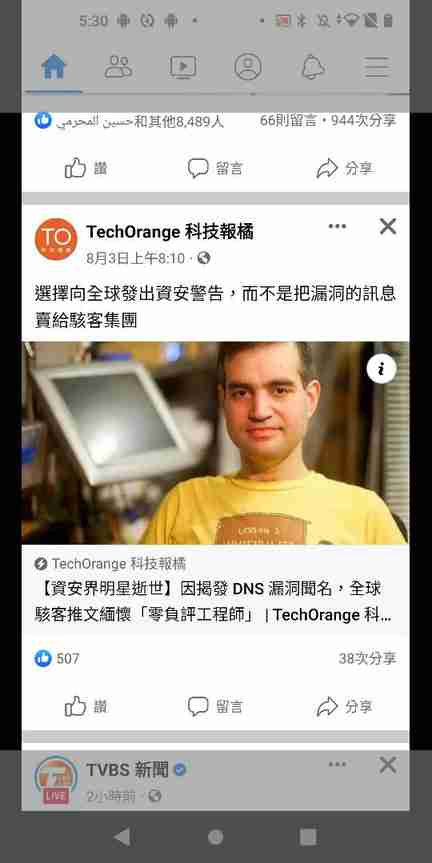 5:30
حسين المحرمي和其他8,489人 66則留言・944次分享
讚 留言 分享
TO
TechOrange 科技報橘
8月3日上午8:10
選擇向全球發出資安警告，而不是把漏洞的訊息
賣給駭客集團
TechOrange 科技報橘
【資安界明星逝世】因揭發 DNS 漏洞聞名，全球
駭客推文緬懷「零負評工程師」 | TechOrange 科...
507 38次分享
讚 留言 分享
TVBS 新聞
LIVE
2小時前